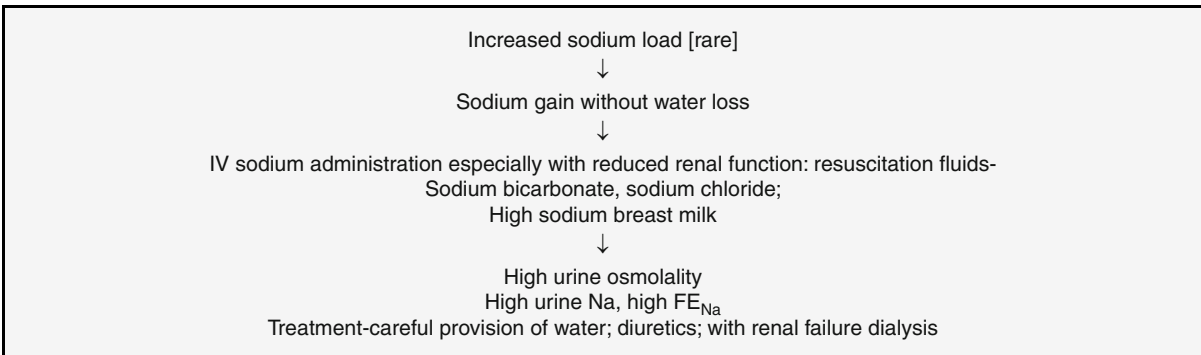 Increased sodium load [rare]
↓
Sodium gain without water loss
↓
IV sodium administration especially with reduced renal function: resuscitation fluids-
Sodium bicarbonate, sodium chloride;
High sodium breast milk
↓
High urine osmolality
High urine Na, high FENa
Treatment-careful provision of water; diuretics; with renal failure dialysis